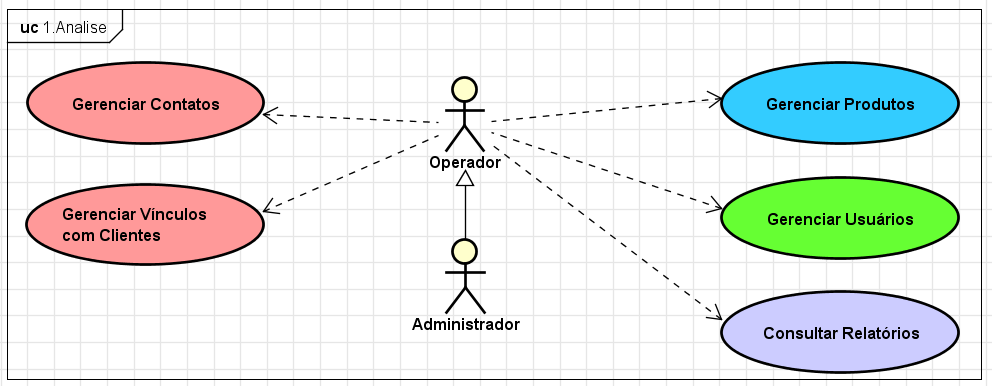 uc 1.Analise
Gerenciar Contatos
Gerenciar Produtos
Operador
Gerenciar Vínculos
com Clientes
Gerenciar Usuários
Administrador
Consultar Relatórios